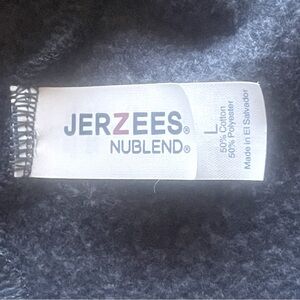 JERZEES®
NUBLEND®
L
50% Cotton
50% Polyester
Made in El Salvador